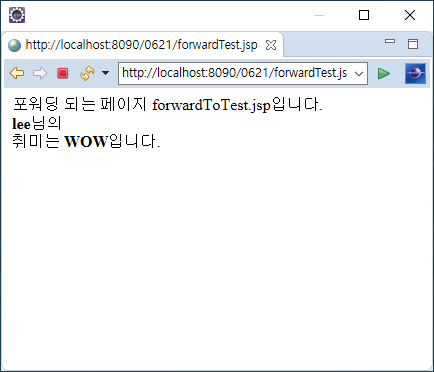 http://localhost:8090/0621/forwardTest.jsp
http://localhost:8090/0621/forwardTest.js
포워딩 되는 페이지 forwardToTest.jsp입니다.
lee님의
취미는 WOW입니다.